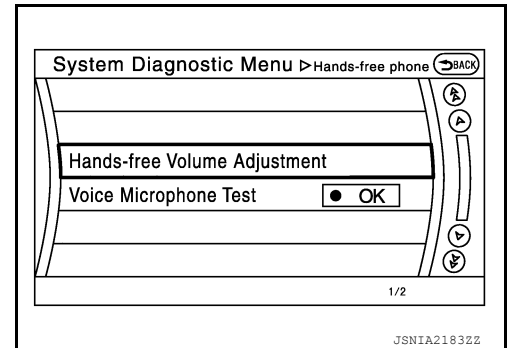 System Diagnostic Menu ▷Hands-free phone BACK
Hands-free Volume Adjustment
Voice Microphone Test ● OK
1/2
JSNIA2183ZZ